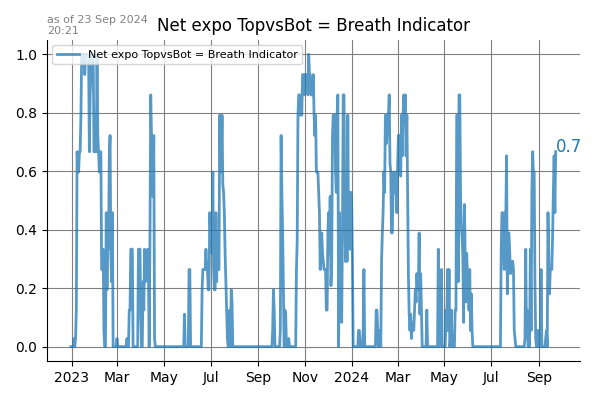 as of 23 Sep 2024
20:21
Net expo TopvsBot = Breath Indicator
Net expo TopvsBot = Breath Indicator
1.0
0.8
0.6
0.4
0.2
0.0
0.7
2023 Mar May Jul Sep Nov 2024 Mar May Jul Sep